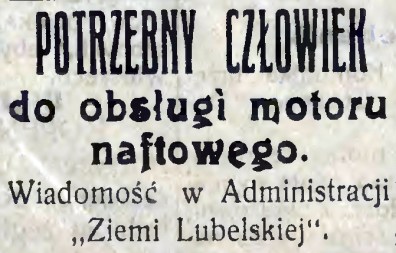 POTRZEBNY CZŁOWIEK
do obsługi motoru
naftowego.
Wiadomość w Administracji
„Ziemi Lubelskiej“.